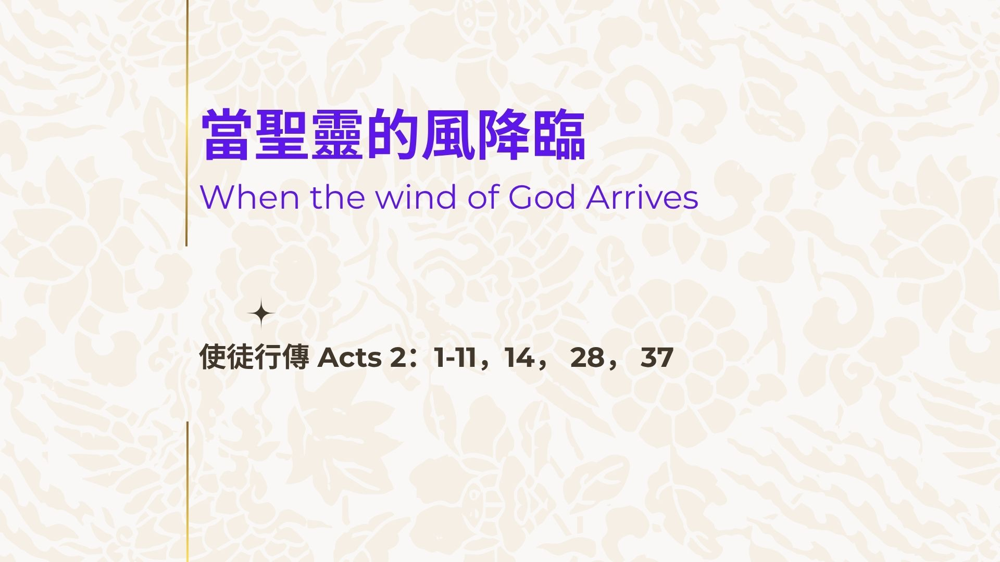 當聖靈的風降臨
When the wind of God Arrives
使徒行傳 Acts 2：1-11，14， 28， 37